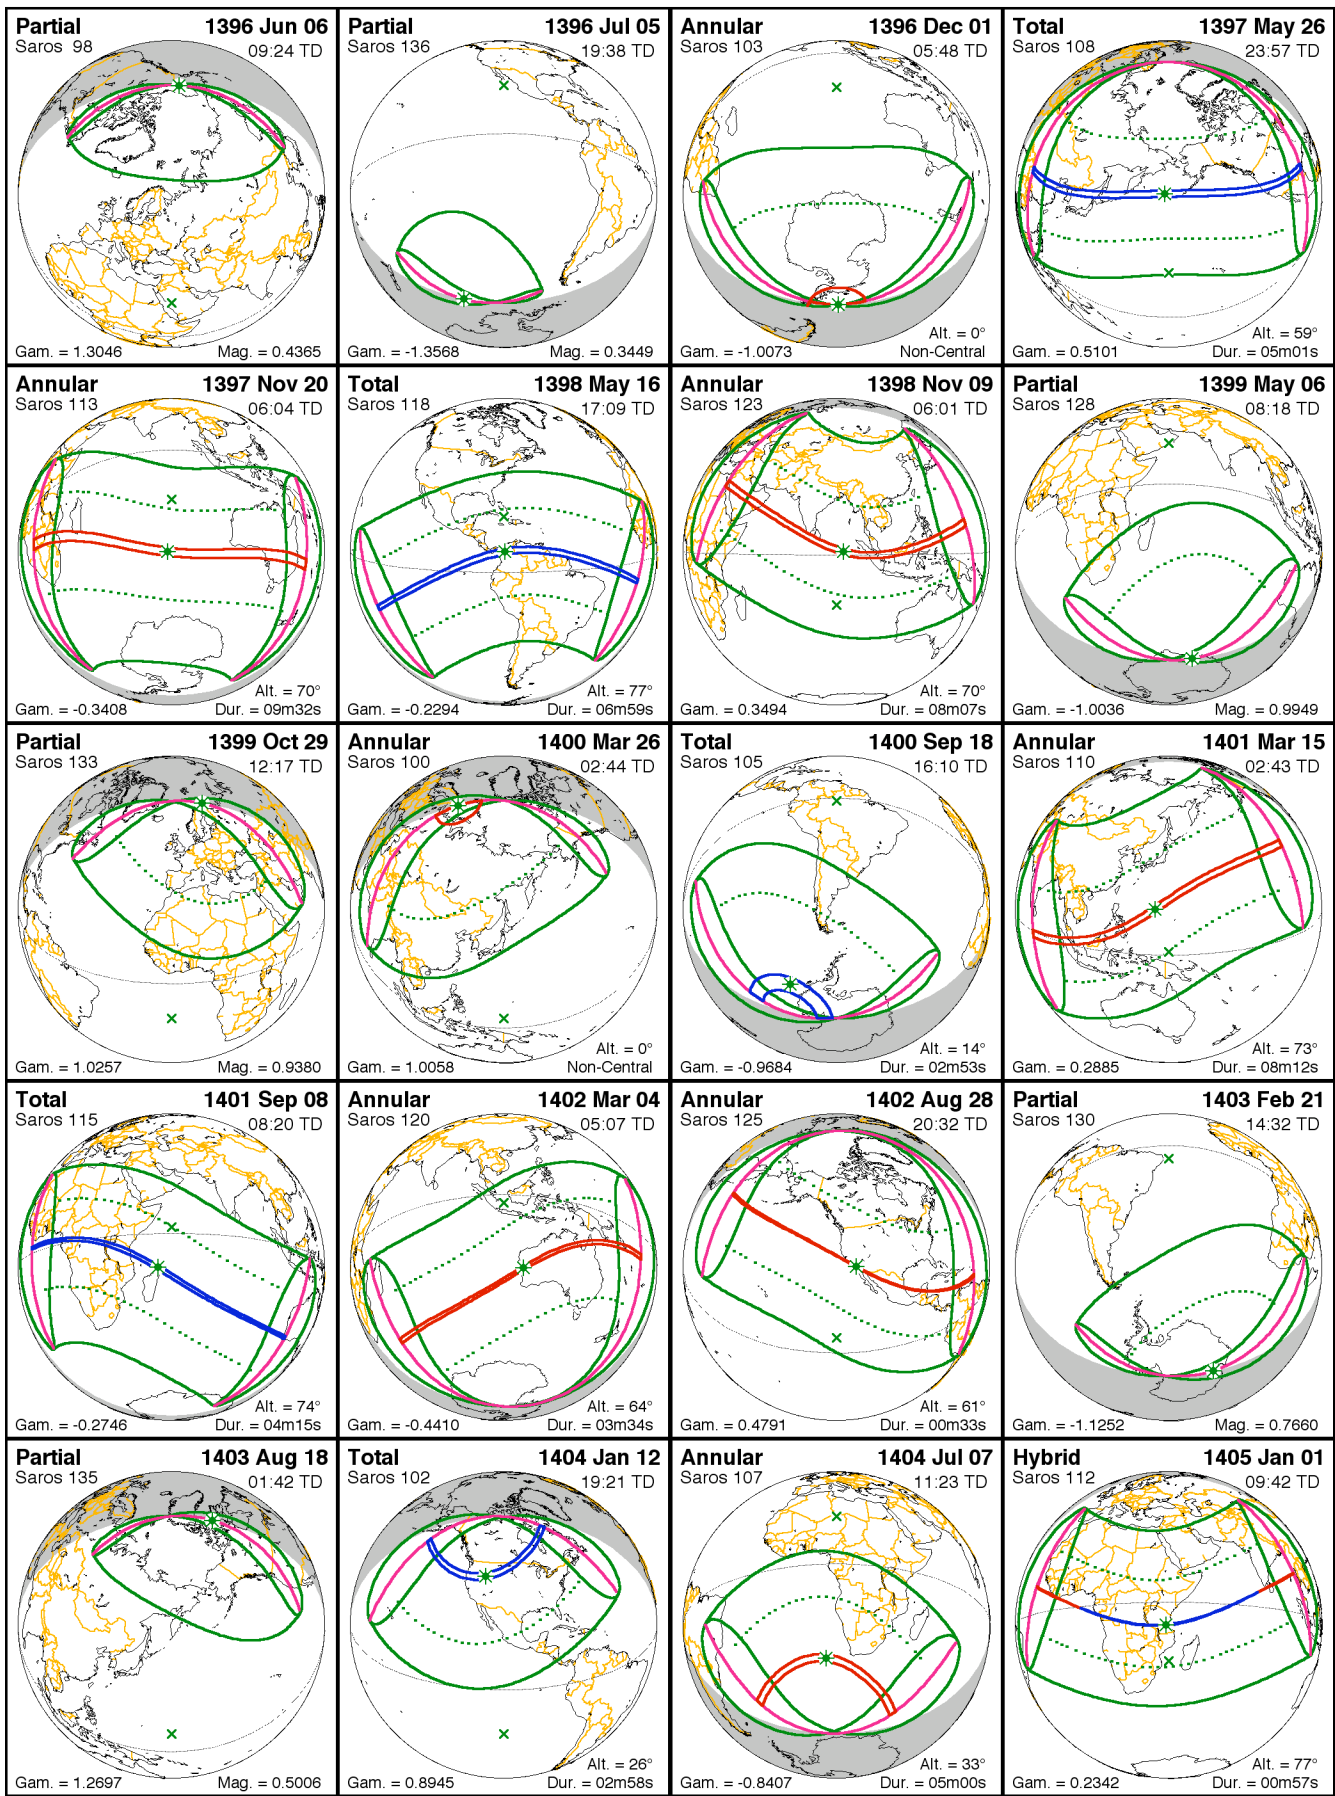 Partial 1396 Jun 06
Saros 98 09:24 TD
Gam. = 1.3046 Mag. = 0.4365
Partial 1396 Jul 05
Saros 136 19:38 TD
Gam. = -1.3568 Mag. = 0.3449
Annular 1396 Dec 01
Saros 103 05:48 TD
Alt. = 0°
Gam. = -1.0073 Non-Central
Total 1397 May 26
Saros 108 23:57 TD
Alt. = 59°
Gam. = 0.5101 Dur. = 05m01s
Annular 1397 Nov 20
Saros 113 06:04 TD
Alt. = 70°
Gam. = -0.3408 Dur. = 09m32s
Total 1398 May 16
Saros 118 17:09 TD
Alt. = 77°
Gam. = -0.2294 Dur. = 06m59s
Annular 1398 Nov 09
Saros 123 06:01 TD
Alt. = 70°
Gam. = 0.3494 Dur. = 08m07s
Partial 1399 May 06
Saros 128 08:18 TD
Gam. = -1.0036 Mag. = 0.9949
Partial 1399 Oct 29
Saros 133 12:17 TD
Gam. = 1.0257 Mag. = 0.9380
Annular 1400 Mar 26
Saros 100 02:44 TD
Alt. = 0°
Gam. = 1.0058 Non-Central
Total 1400 Sep 18
Saros 105 16:10 TD
Alt. = 14°
Gam. = -0.9684 Dur. = 02m53s
Annular 1401 Mar 15
Saros 110 02:43 TD
Alt. = 73°
Gam. = 0.2885 Dur. = 08m12s
Total 1401 Sep 08
Saros 115 08:20 TD
Alt. = 74°
Gam. = -0.2746 Dur. = 04m15s
Annular 1402 Mar 04
Saros 120 05:07 TD
Alt. = 64°
Gam. = -0.4410 Dur. = 03m34s
Annular 1402 Aug 28
Saros 125 20:32 TD
Alt. = 61°
Gam. = 0.4791 Dur. = 00m33s
Partial 1403 Feb 21
Saros 130 14:32 TD
Gam. = -1.1252 Mag. = 0.7660
Partial 1403 Aug 18
Saros 135 01:42 TD
Gam. = 1.2697 Mag. = 0.5006
Total 1404 Jan 12
Saros 102 19:21 TD
Alt. = 26°
Gam. = 0.8945 Dur. = 02m58s
Annular 1404 Jul 07
Saros 107 11:23 TD
Alt. = 33°
Gam. = -0.8407 Dur. = 05m00s
Hybrid 1405 Jan 01
Saros 112 09:42 TD
Alt. = 77°
Gam. = 0.2342 Dur. = 00m57s